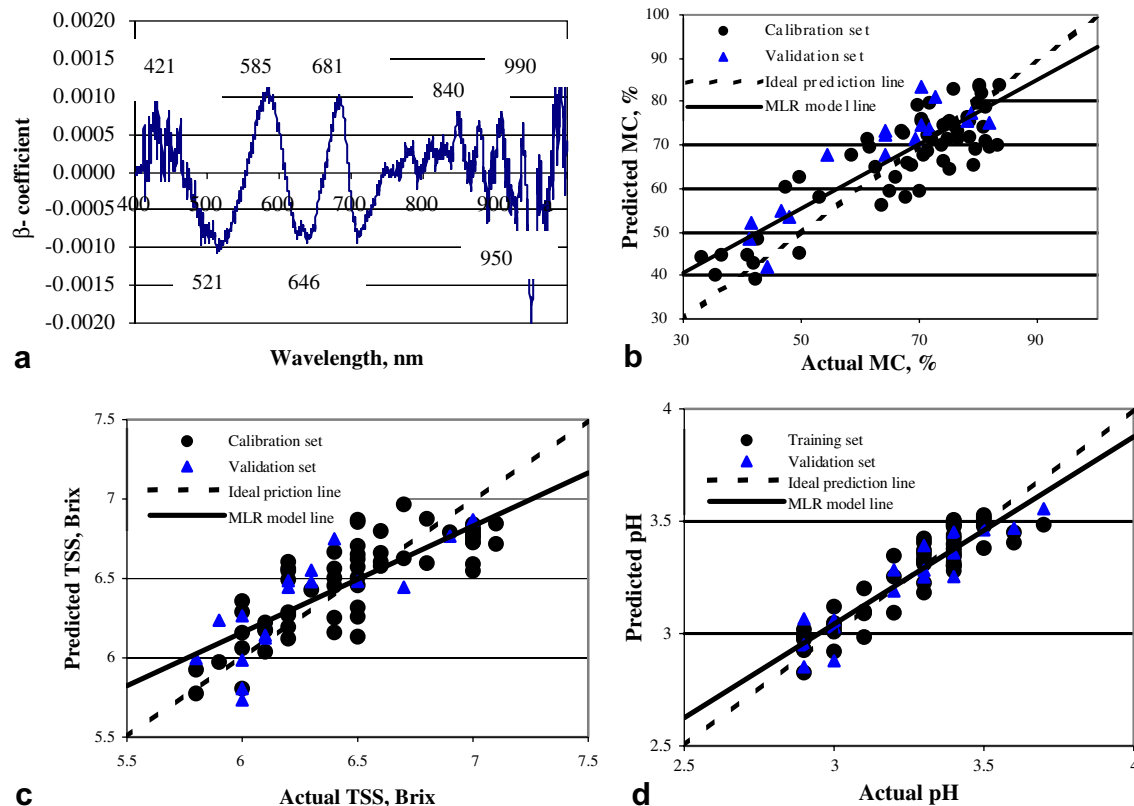 0.0020
0.0015
0.0010
0.0005
0.0000
-0.0005
-0.0010
-0.0015
-0.0020
β- coefficient
421
585
681
840
990
400
500
600
700
800
900
521
646
950
Wavelength, nm
a
100
90
80
70
60
50
40
30
Predicted MC, %
Calibration set
Validation set
Ideal prediction line
MLR model line
30
50
70
90
Actual MC, %
b
7.5
7
6.5
6
5.5
Predicted TSS, Brix
Calibration set
Validation set
Ideal priction line
MLR model line
5.5
6
6.5
7
7.5
Actual TSS, Brix
c
4
3.5
3
2.5
Predicted pH
Training set
Validation set
Ideal prediction line
MLR model line
2.5
3
3.5
4
Actual pH
d